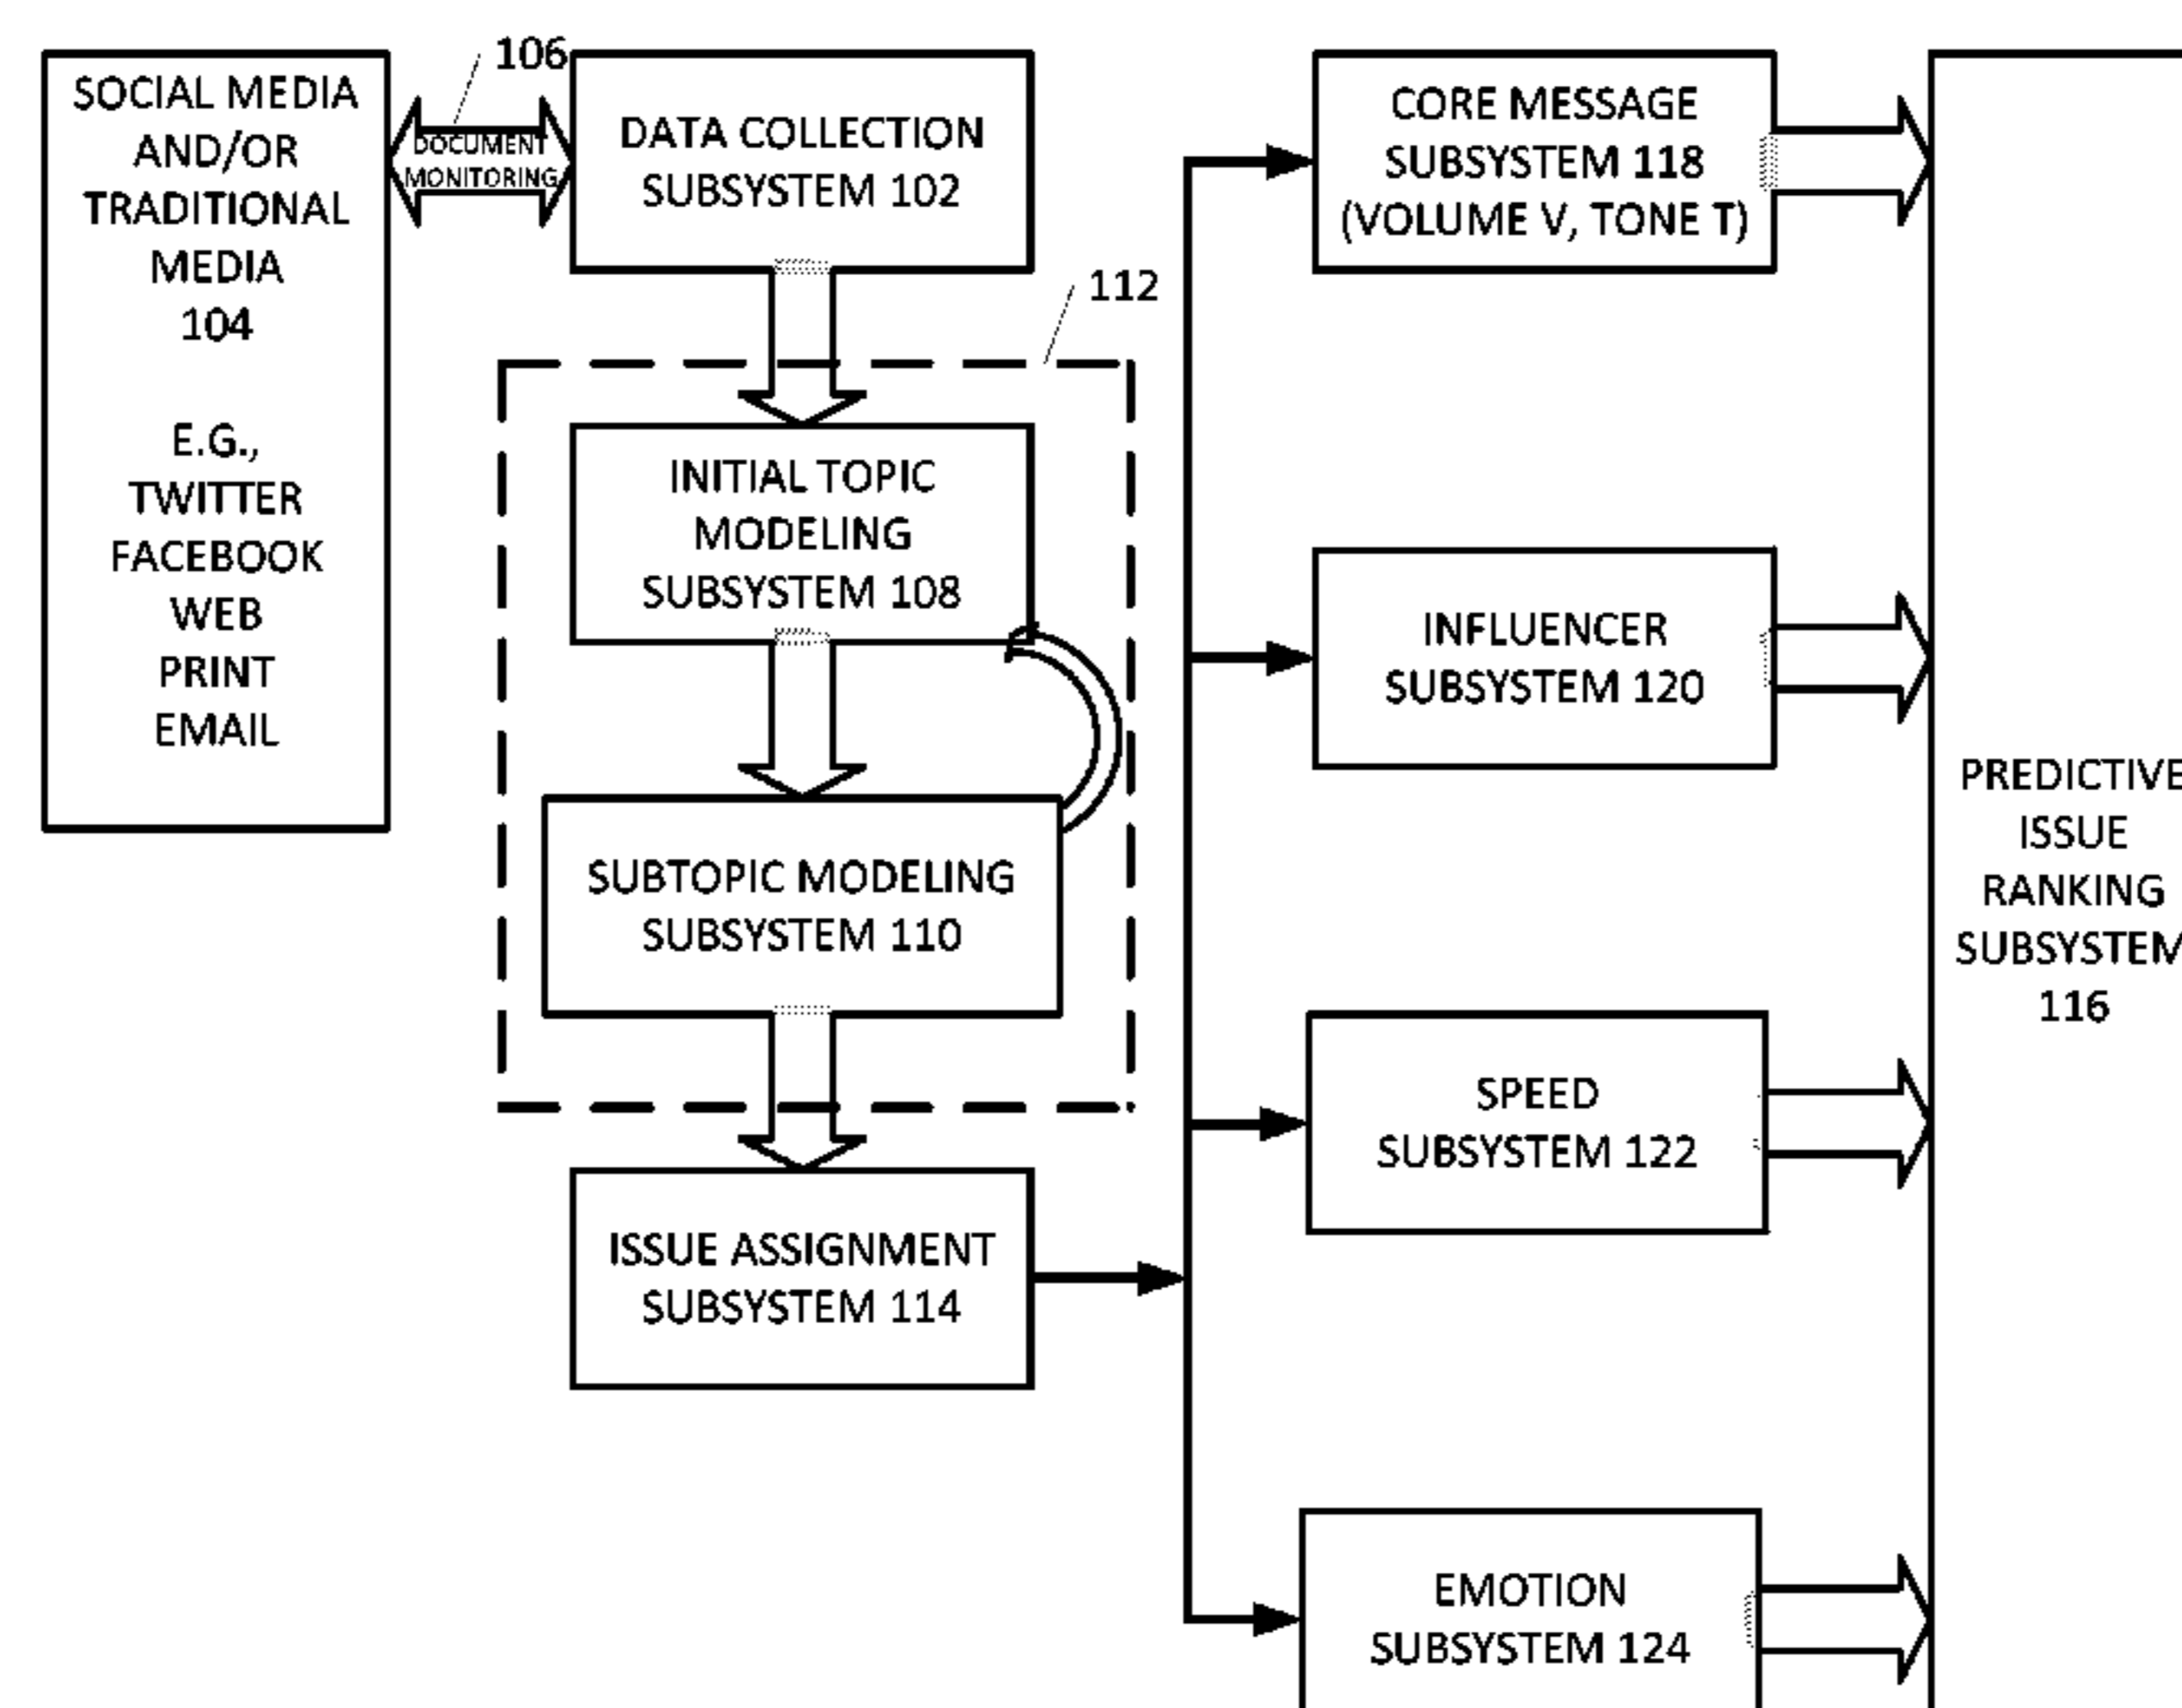 SOCIAL MEDIA
AND/OR
TRADITIONAL
MEDIA
104
E.G.,
TWITTER
FACEBOOK
WEB
PRINT
EMAIL
106
DOCUMENT
MONITORING
DATA COLLECTION
SUBSYSTEM 102
112
INITIAL TOPIC
MODELING
SUBSYSTEM 108
SUBTOPIC MODELING
SUBSYSTEM 110
ISSUE ASSIGNMENT
SUBSYSTEM 114
CORE MESSAGE
SUBSYSTEM 118
(VOLUME V, TONE T)
INFLUENCER
SUBSYSTEM 120
SPEED
SUBSYSTEM 122
EMOTION
SUBSYSTEM 124
PREDICTIVE
ISSUE
RANKING
SUBSYSTEM
116